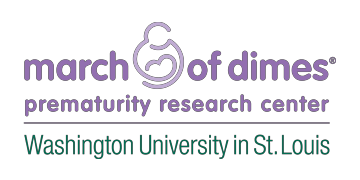 march of dimes®
prematurity research center
Washington University in St. Louis